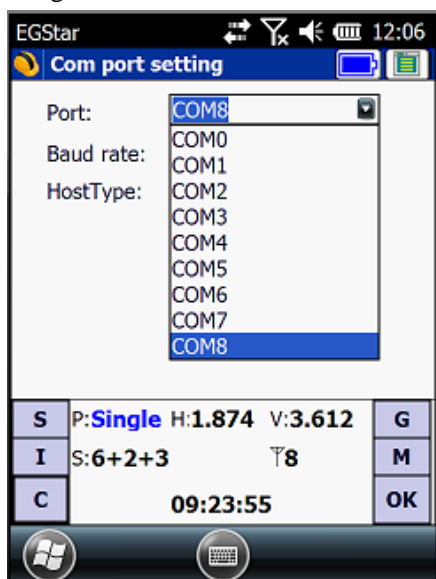 EGStar 12:06
Com port setting
Port: COM8
COM0
Baud rate: COM1
HostType: COM2
COM3
COM4
COM5
COM6
COM7
COM8
S P:Single H:1.874 V:3.612 G
I S:6+2+3 8 M
C 09:23:55 OK